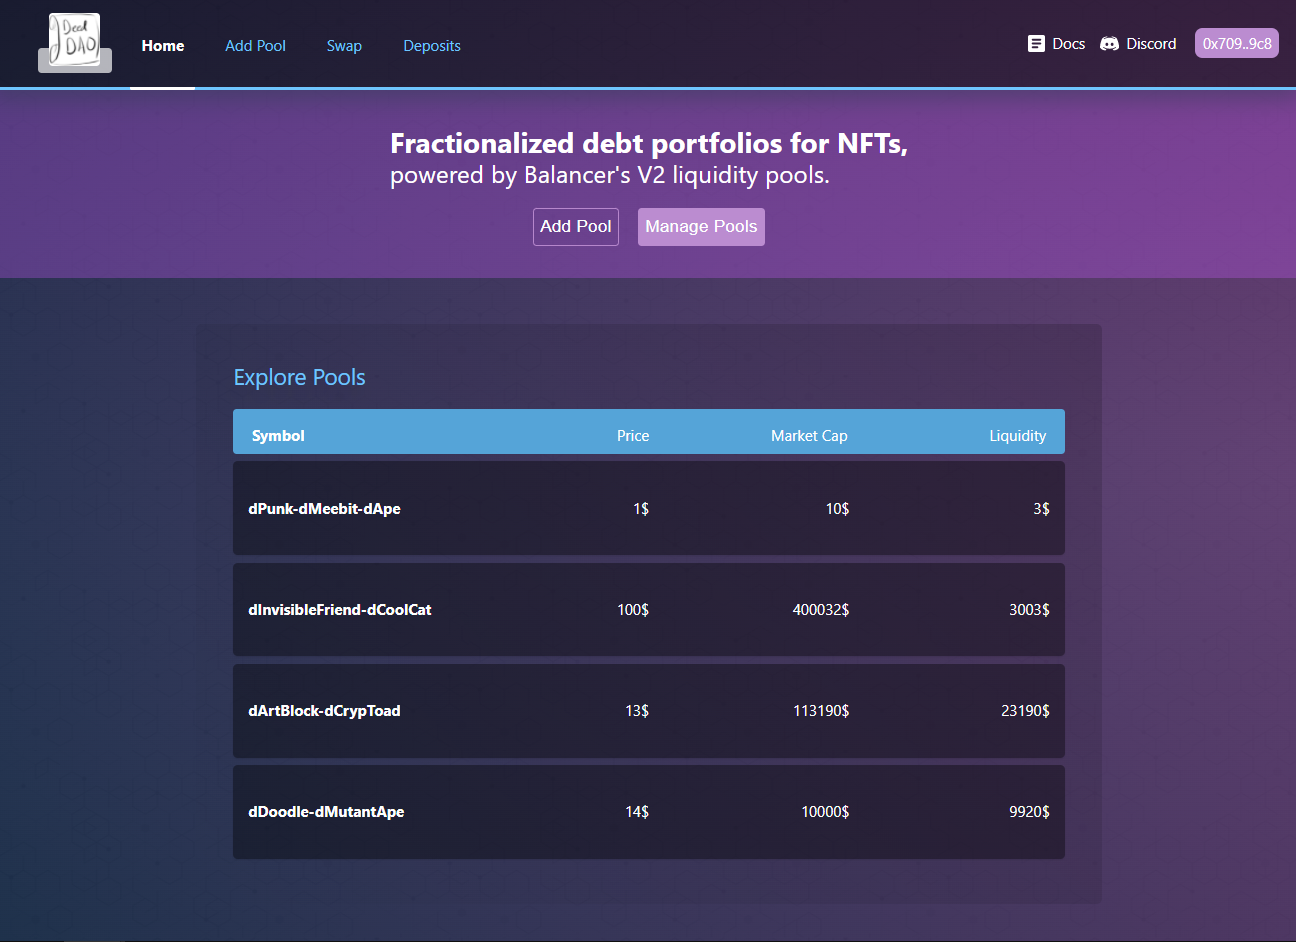 Deal
DAO
Home Add Pool Swap Deposits Docs Discord 0x709..9c8
Fractionalized debt portfolios for NFTs,
powered by Balancer's V2 liquidity pools.
Add Pool Manage Pools
Explore Pools
Symbol Price Market Cap Liquidity
dPunk-dMeebit-dApe 1$ 10$ 3$
dInvisibleFriend-dCoolCat 100$ 400032$ 3003$
dArtBlock-dCrypToad 13$ 113190$ 23190$
dDoodle-dMutantApe 14$ 10000$ 9920$